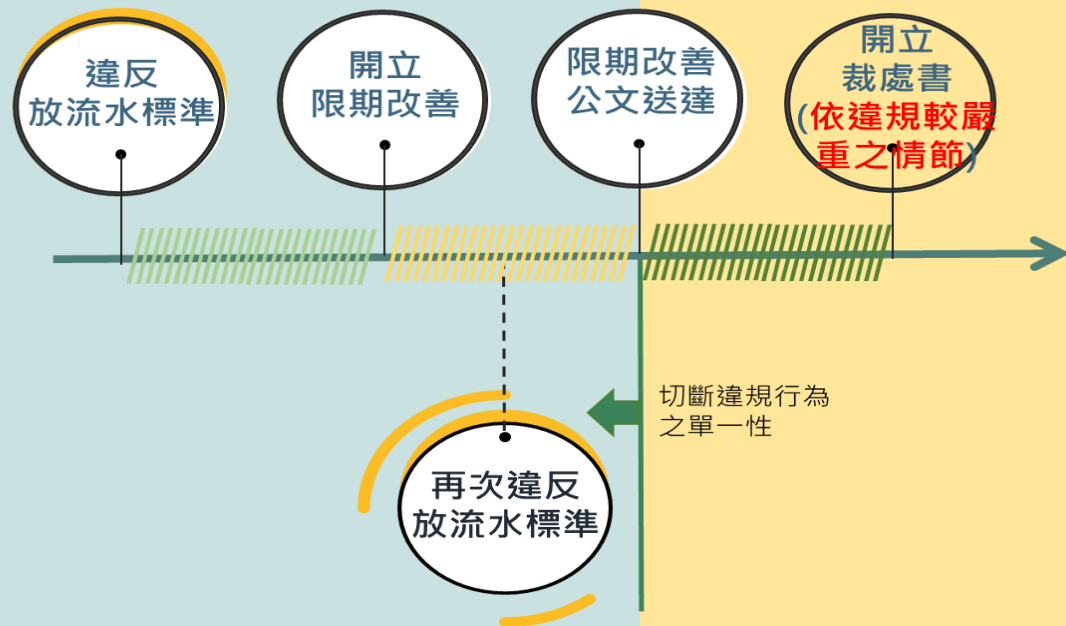 違反
放流水標準
開立
限期改善
限期改善
公文送達
開立
裁處書
(依違規較嚴
重之情節)
切斷違規行為
之單一性
再次違反
放流水標準